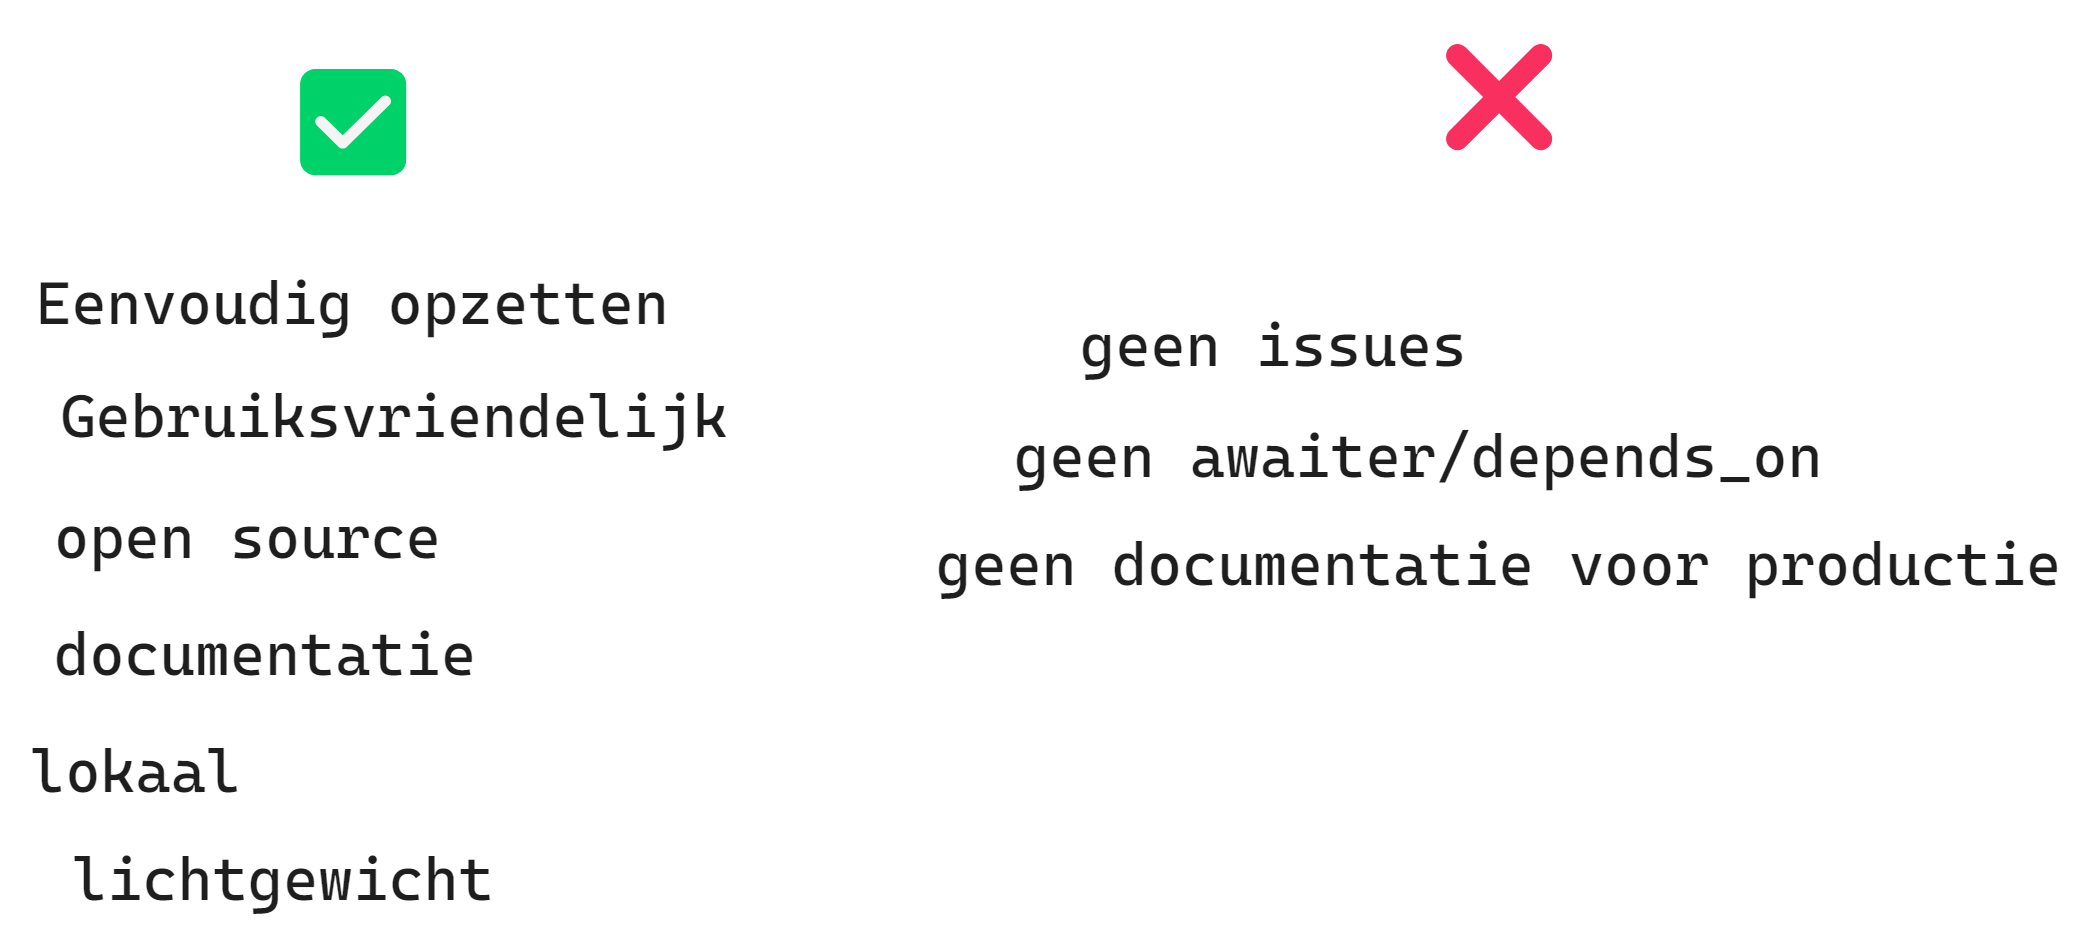 Eenvoudig opzetten
Gebruiksvriendelijk
open source
documentatie
lokaal
lichtgewicht
geen issues
geen awaiter/depends_on
geen documentatie voor productie